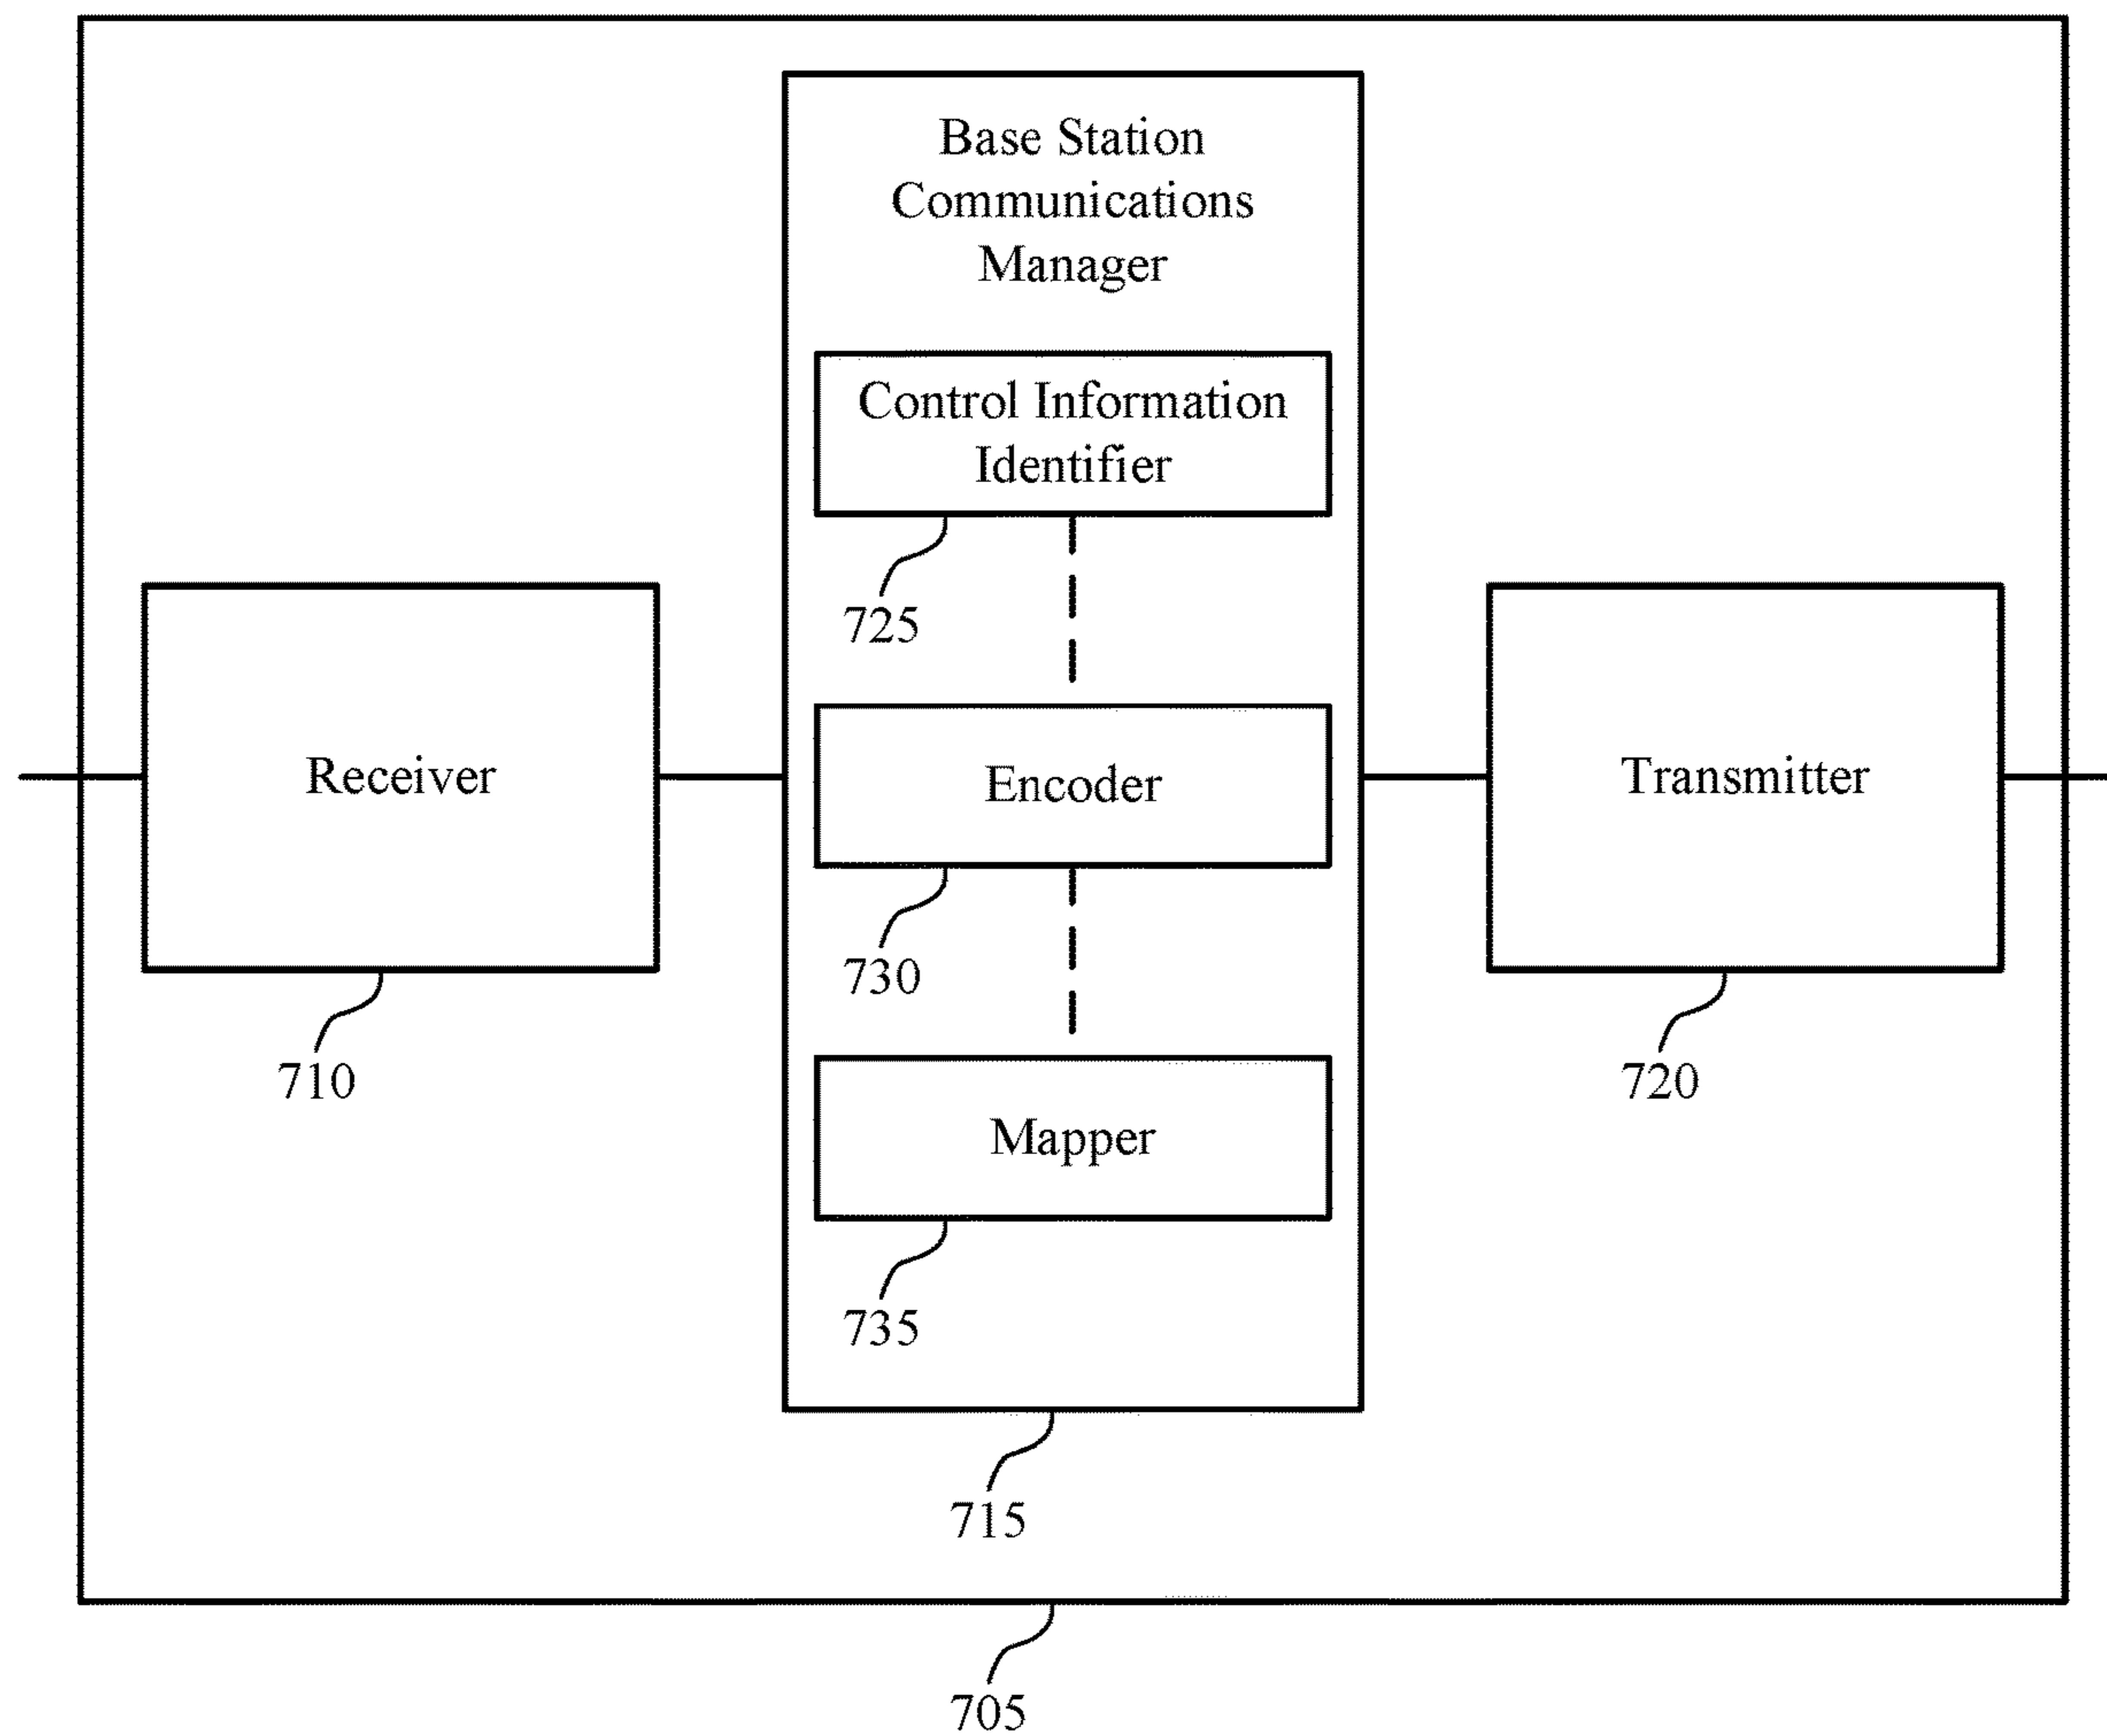 Base Station
Communications
Manager
Control Information
Identifier
725
Receiver
Encoder
Transmitter
730
710
720
Mapper
735
715
705